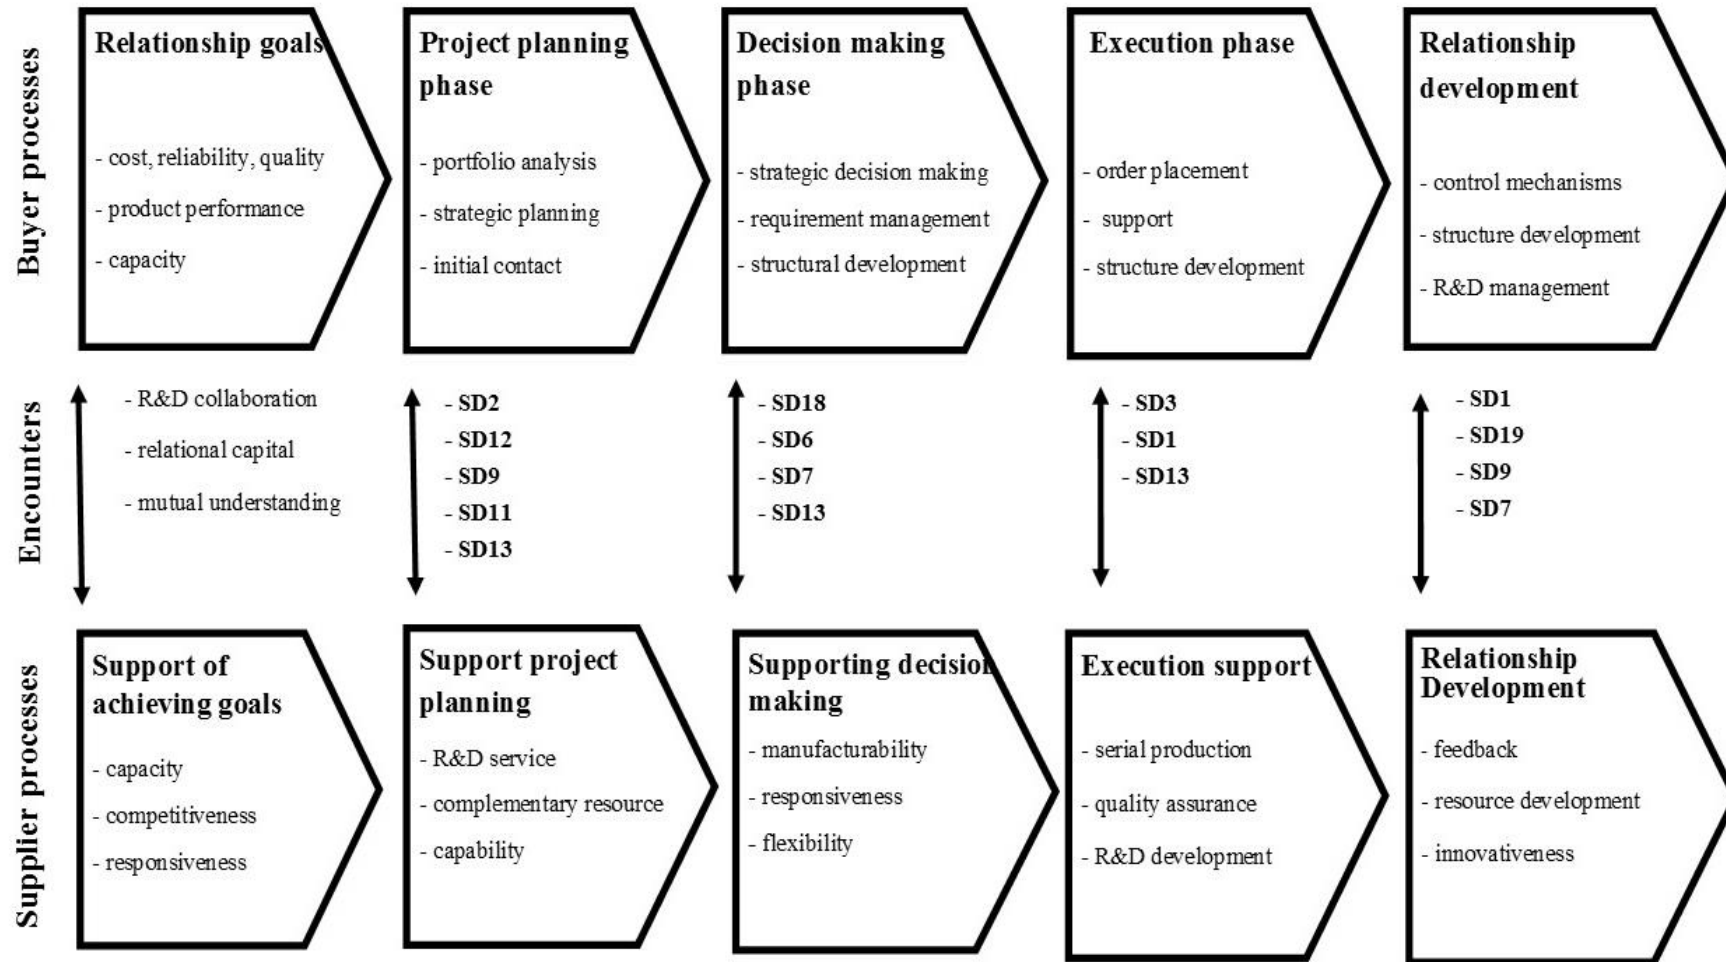 Buyer processes
Relationship goals
- cost, reliability, quality
- product performance
- capacity
Project planning
phase
- portfolio analysis
- strategic planning
- initial contact
Decision making
phase
- strategic decision making
- requirement management
- structural development
Execution phase
- order placement
- support
- structure development
Relationship
development
- control mechanisms
- structure development
- R&D management
Encounters
- R&D collaboration
- relational capital
- mutual understanding
- SD2
- SD12
- SD9
- SD11
- SD13
- SD18
- SD6
- SD7
- SD13
- SD3
- SD1
- SD13
- SD1
- SD19
- SD9
- SD7
Supplier processes
Support of
achieving goals
- capacity
- competitiveness
- responsiveness
Support project
planning
- R&D service
- complementary resource
- capability
Supporting decision
making
- manufacturability
- responsiveness
- flexibility
Execution support
- serial production
- quality assurance
- R&D development
Relationship
Development
- feedback
- resource development
- innovativeness